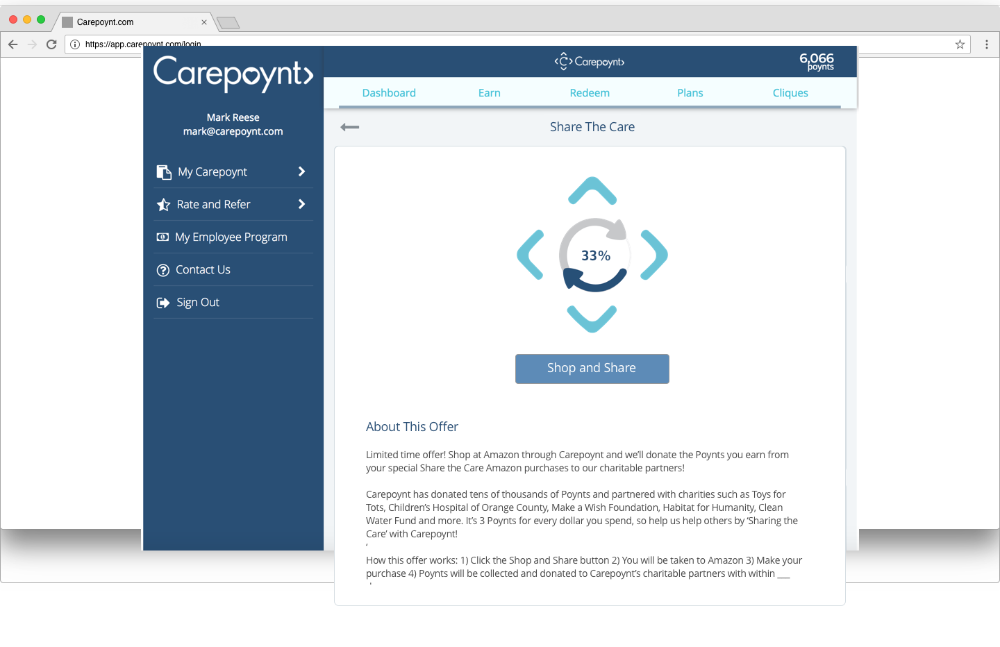 Carepoynt.com
https://app.carepoynt.com/login
Carepoynt
Mark Reese
mark@carepoynt.com
My Carepoynt
Rate and Refer
My Employee Program
Contact Us
Sign Out
Carepoynt
6,066
poynts
Dashboard Earn Redeem Plans Cliques
Share The Care
33%
Shop and Share
About This Offer
Limited time offer! Shop at Amazon through Carepoynt and we’ll donate the Poynts you earn from
your special Share the Care Amazon purchases to our charitable partners!
Carepoynt has donated tens of thousands of Poynts and partnered with charities such as Toys for
Tots, Children’s Hospital of Orange County, Make a Wish Foundation, Habitat for Humanity, Clean
Water Fund and more. It’s 3 Poynts for every dollar you spend, so help us help others by ‘Sharing the
Care’ with Carepoynt!
‘
How this offer works: 1) Click the Shop and Share button 2) You will be taken to Amazon 3) Make your
purchase 4) Poynts will be collected and donated to Carepoynt’s charitable partners with within ___